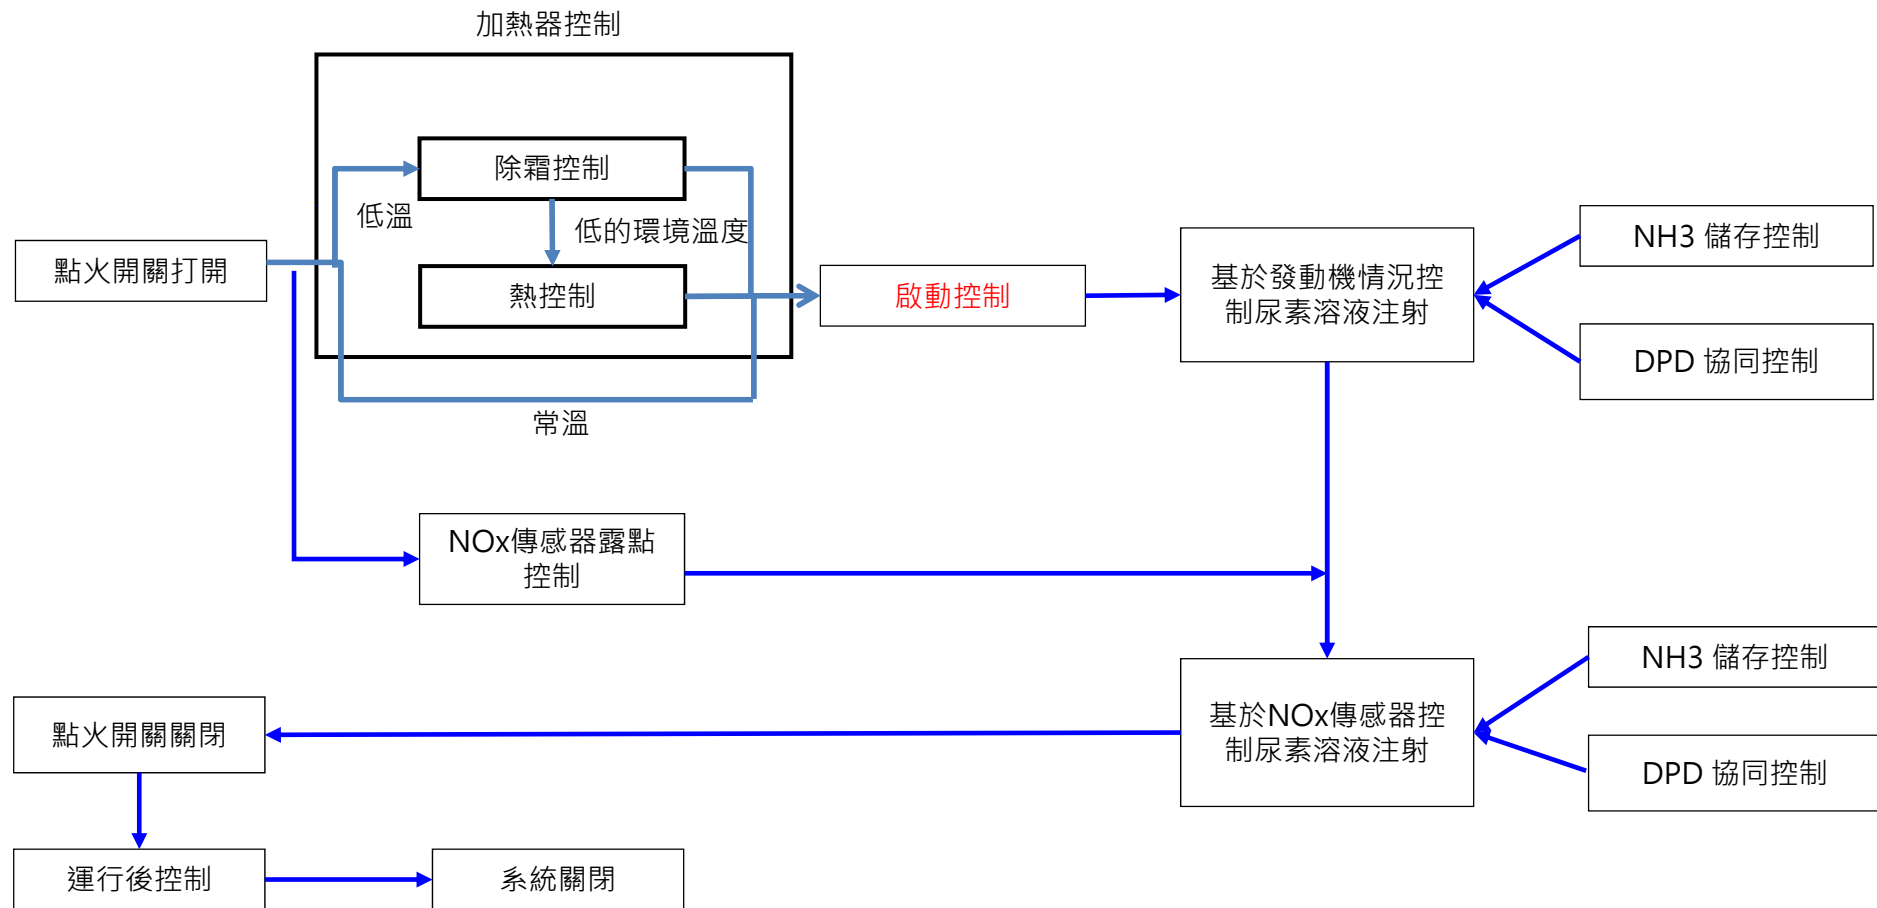 加熱器控制
除霜控制
低溫
低的環境溫度
點火開關打開
熱控制
啟動控制
基於發動機情況控
制尿素溶液注射
NH3 儲存控制
DPD 協同控制
常溫
NOx傳感器露點
控制
基於NOx傳感器控
制尿素溶液注射
NH3 儲存控制
DPD 協同控制
點火開關關閉
運行後控制
系統關閉